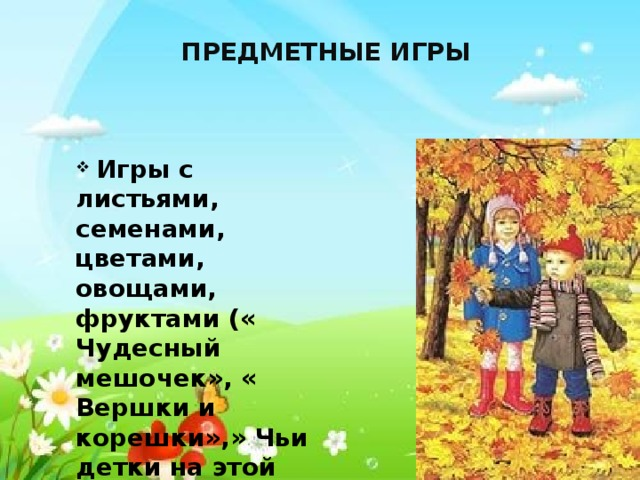 ПРЕДМЕТНЫЕ ИГРЫ
❖ Игры с
листьями,
семенами,
цветами,
овощами,
фруктами («
Чудесный
мешочек», «
Вершки и
корешки»,» Чьи
детки на этой